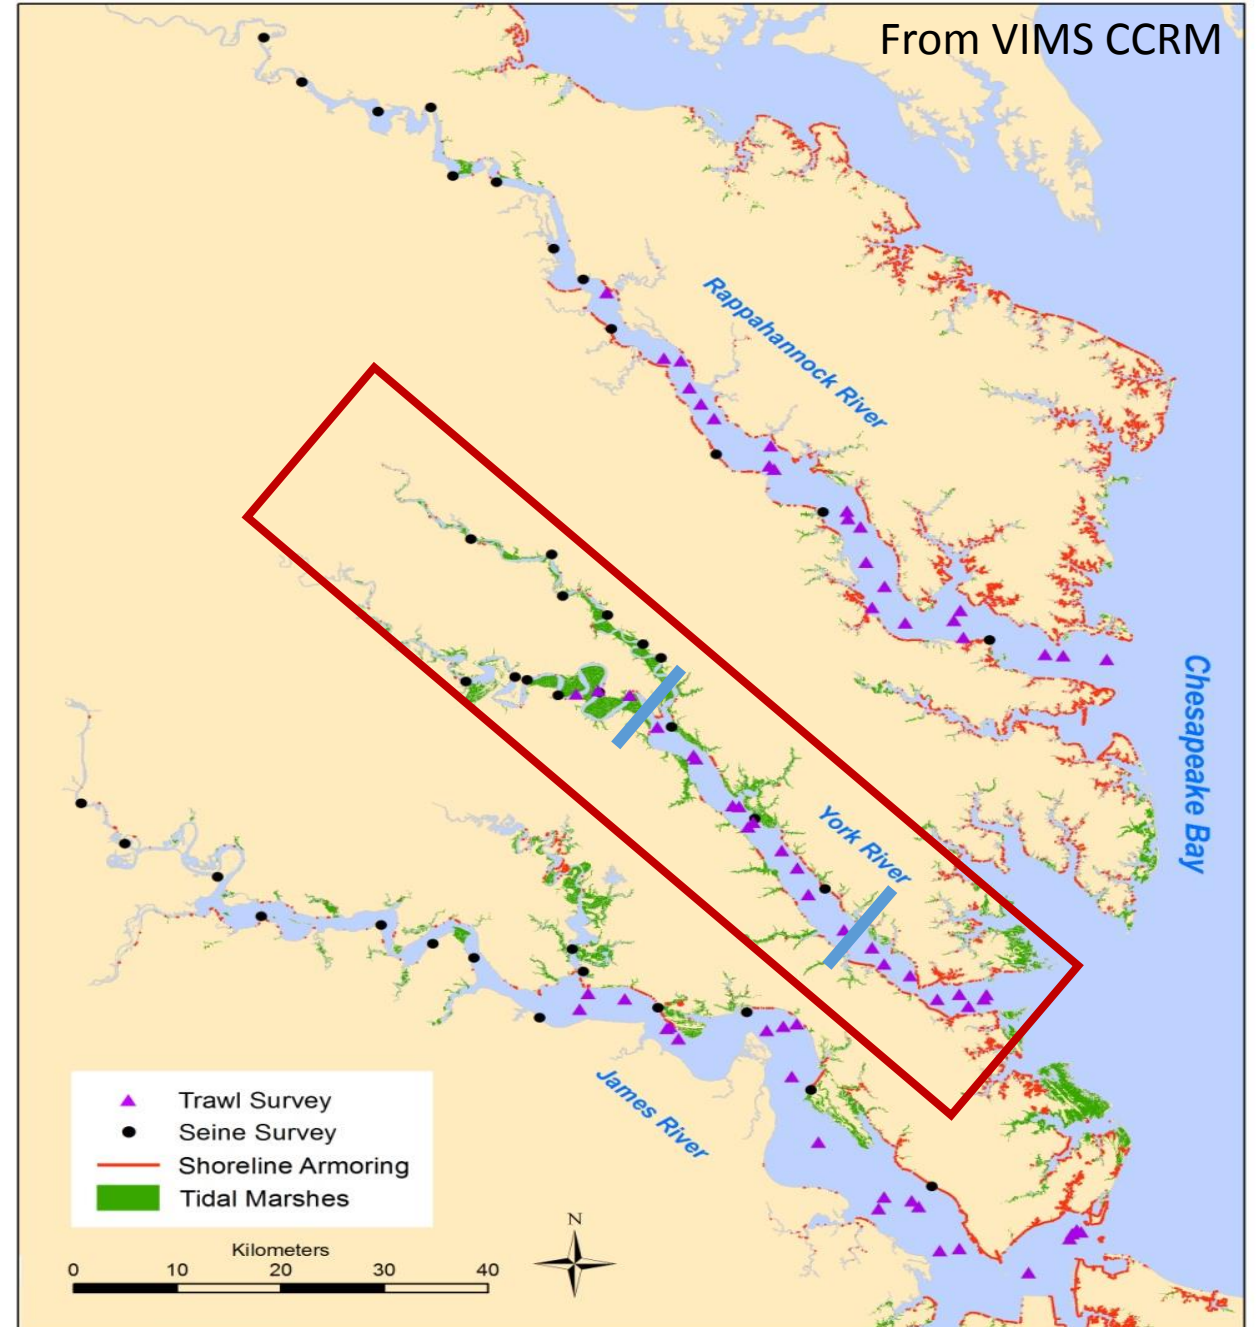 From VIMS CCRM
Rappahannock River
Chesapeake Bay
York River
James River
Trawl Survey
Seine Survey
Shoreline Armoring
Tidal Marshes
Kilometers
0 10 20 30 40
N